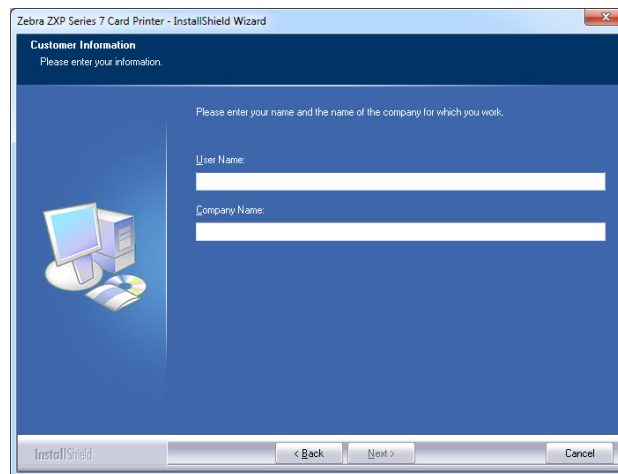 Zebra ZXP Series 7 Card Printer - InstallShield Wizard
Customer Information
Please enter your information.
Please enter your name and the name of the company for which you work.
User Name:
Company Name:
InstallShield
< Back
Next >
Cancel